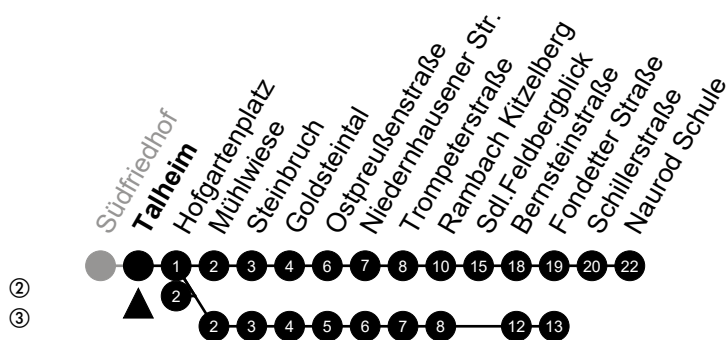 Südfriedhof
Talheim
Hofgartenplatz
Mühlwiese
Steinbruch
Goldsteintal
Ostpreußenstraße
Niedernhausener Str.
Trompeterstraße
Rambach Kitzelberg
Sdl.Feldbergblick
Bernsteinstraße
Fondetter Straße
Schillerstraße
Naurod Schule
1 2 3 4 6 7 8 10 15 18 19 20 22
② 2
③ 2 3 4 5 6 7 8 12 13